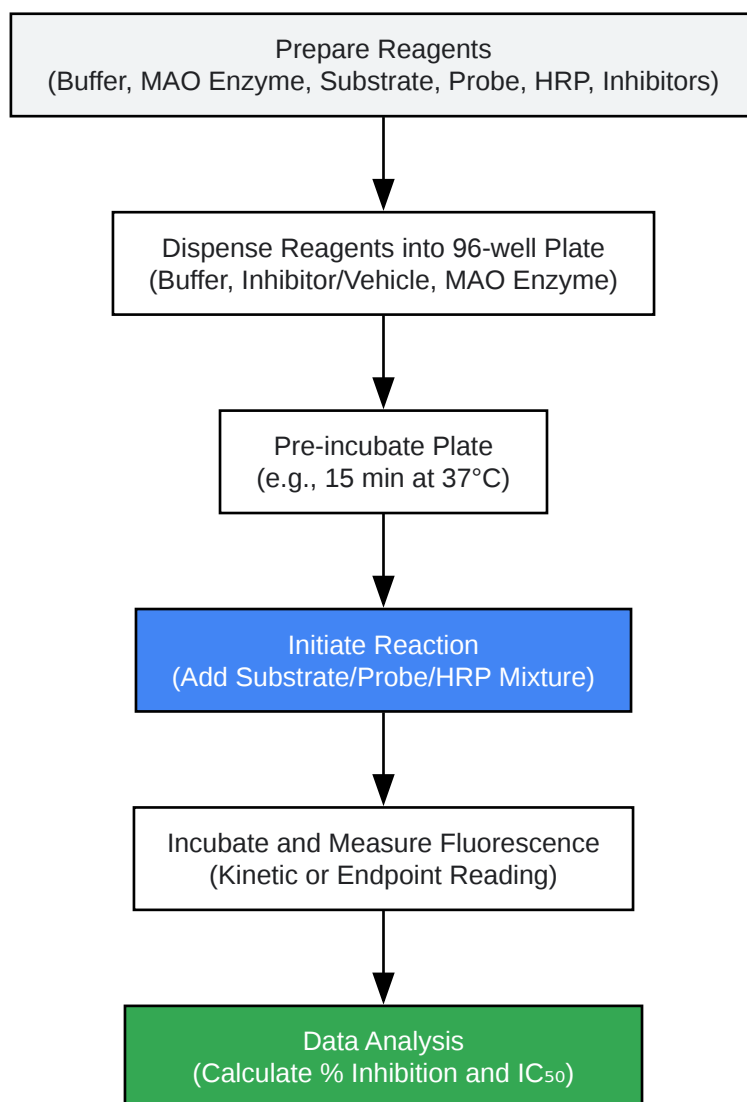 Prepare Reagents
(Buffer, MAO Enzyme, Substrate, Probe, HRP, Inhibitors)
Dispense Reagents into 96-well Plate
(Buffer, Inhibitor/Vehicle, MAO Enzyme)
Pre-incubate Plate
(e.g., 15 min at 37°C)
Initiate Reaction
(Add Substrate/Probe/HRP Mixture)
Incubate and Measure Fluorescence
(Kinetic or Endpoint Reading)
Data Analysis
(Calculate % Inhibition and IC₅₀)